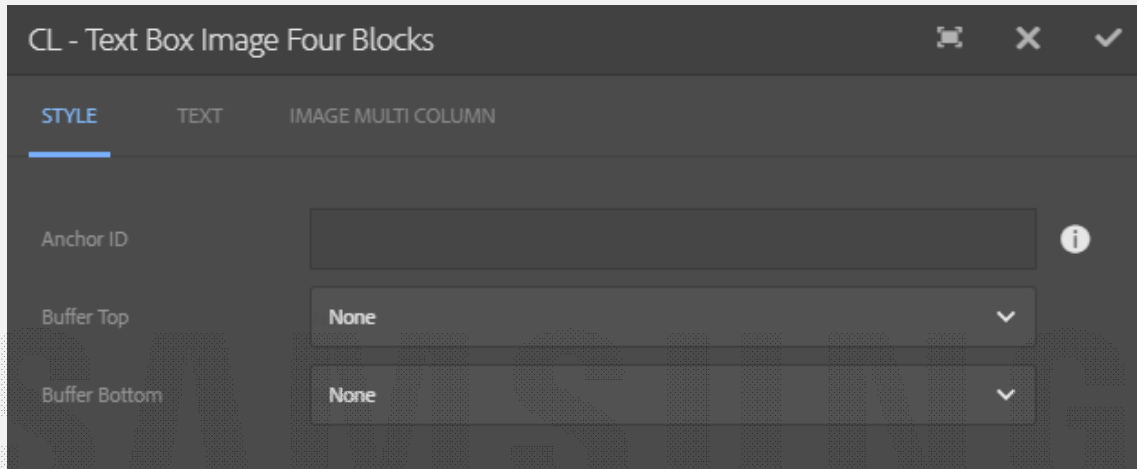 CL - Text Box Image Four Blocks
STYLE TEXT IMAGE MULTI COLUMN
Anchor ID
Buffer Top None
Buffer Bottom None
SAMSUNG